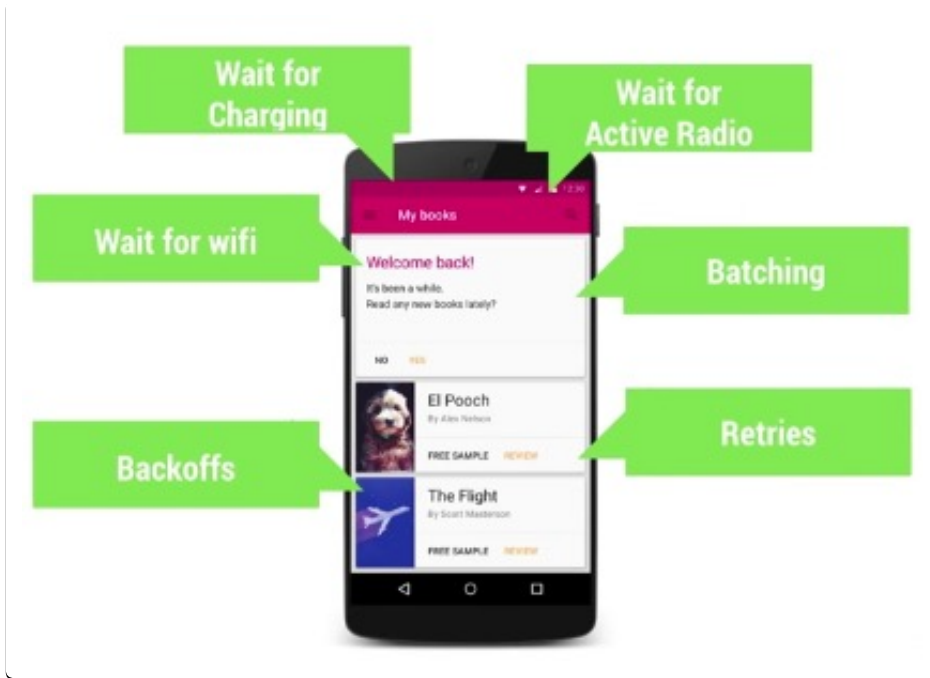 Wait for
Charging
Wait for
Active Radio
12:30
My books
Wait for wifi
Welcome back!
It's been a while.
Read any new books lately?
Batching
NO YES
El Pooch
By Alex Nelson
FREE SAMPLE REVIEW
Retries
Backoffs
The Flight
By Scott Masterson
FREE SAMPLE REVIEW